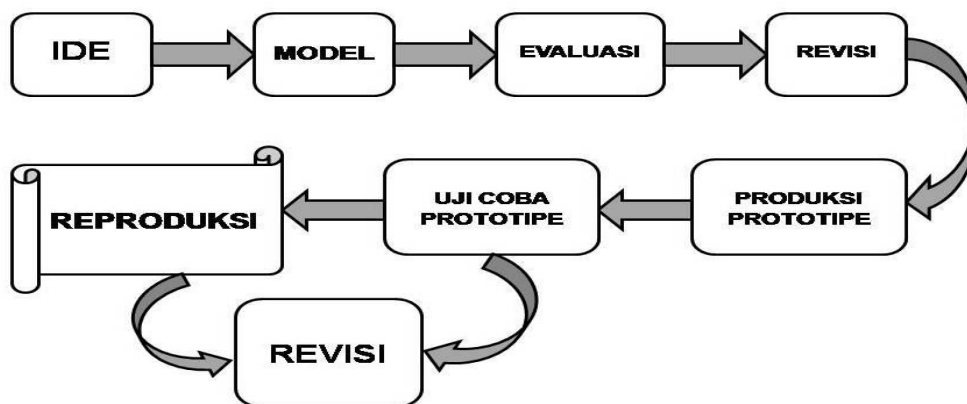 IDE
MODEL
EVALUASI
REVISI
REPRODUKSI
UJI COBA
PROTOTIPE
PRODUKSI
PROTOTIPE
REVISI